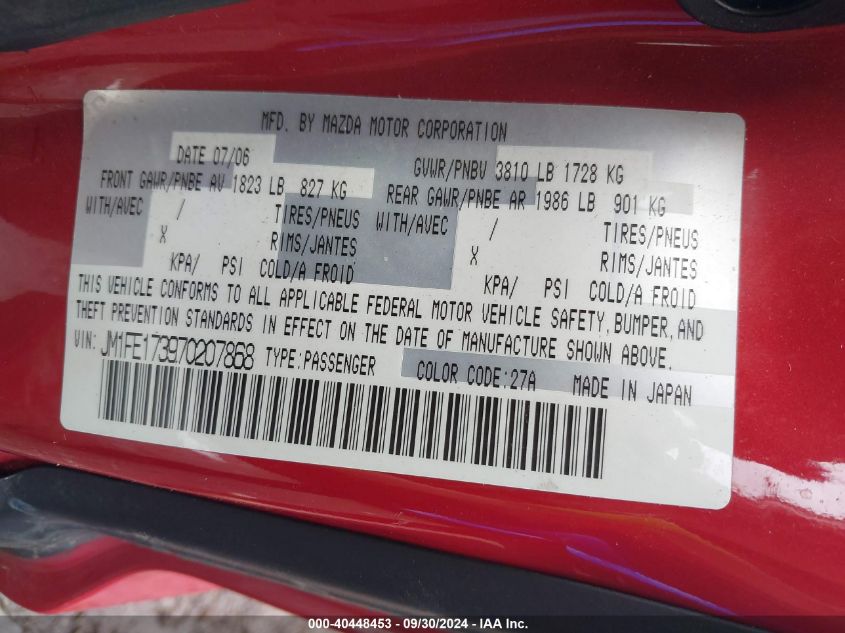 MFD. BY MAZDA MOTOR CORPORATION
DATE 07/06 GVWR/PNBV 3810 LB 1728 KG
FRONT GAWR/PNBE AV 1823 LB 827 KG REAR GAWR/PNBE AR 1986 LB 901 KG
WITH/AVEC / TIRES/PNEUS WITH/AVEC / TIRES/PNEUS
X RIMS/JANTES X RIMS/JANTES
KPA/ PSI COLD/A FROID KPA/ PSI COLD/A FROID
THIS VEHICLE CONFORMS TO ALL APPLICABLE FEDERAL MOTOR VEHICLE SAFETY, BUMPER, AND
THEFT PREVENTION STANDARDS IN EFFECT ON THE DATE OF MANUFACTURE SHOWN ABOVE.
VIN: JM1FE173970207868 TYPE:PASSENGER COLOR CODE:27A MADE IN JAPAN
000-40448453 - 09/30/2024 - IAAI.com